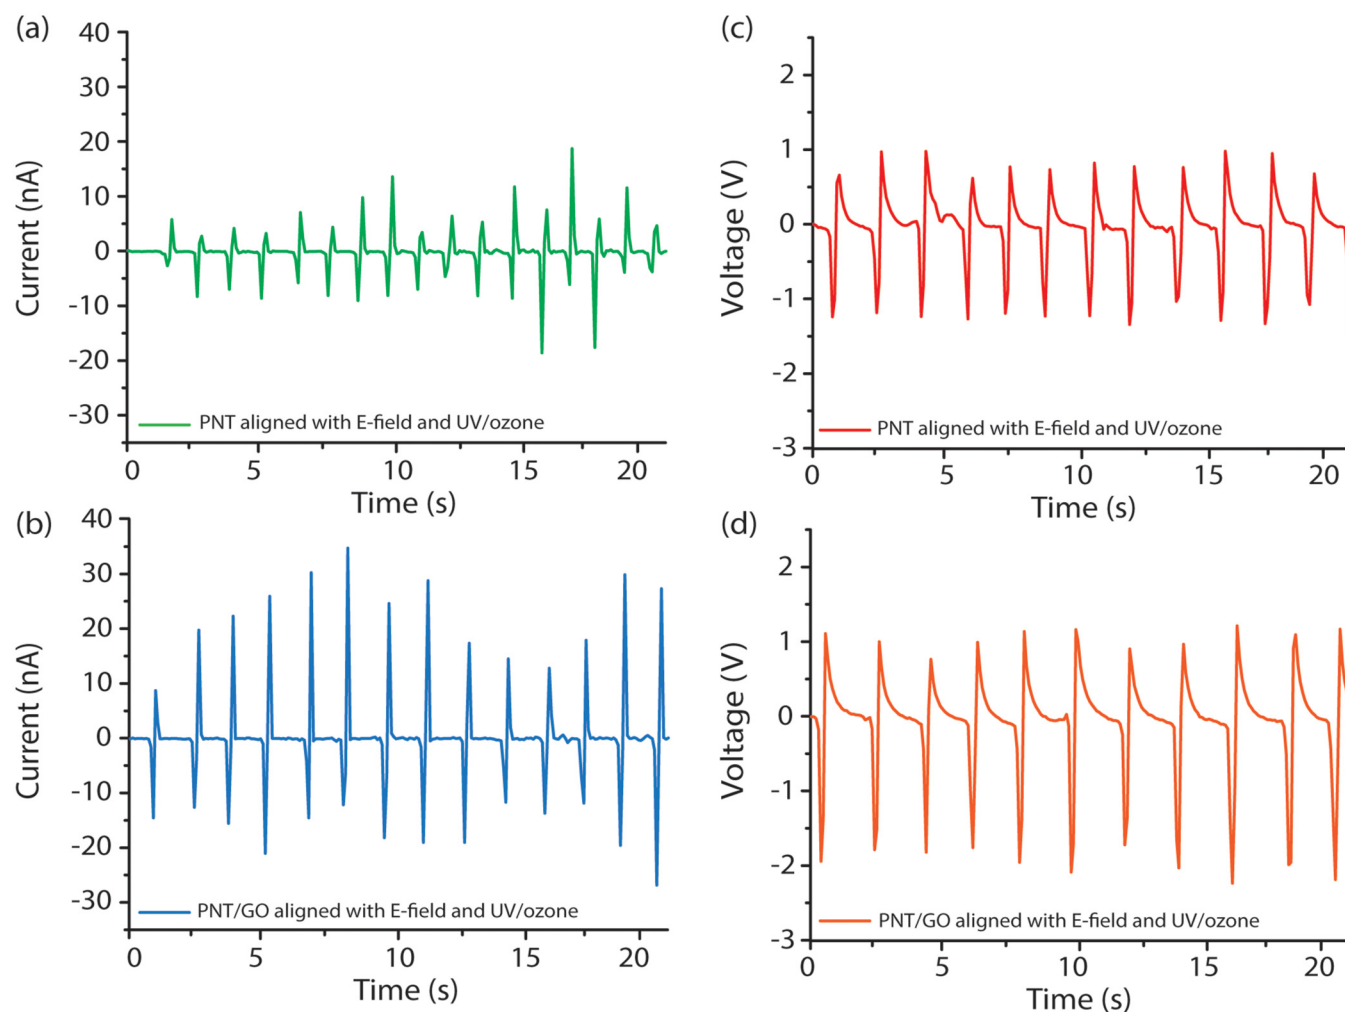 (a)
40
30
20
10
0
-10
-20
-30
Current (nA)
PNT aligned with E-field and UV/ozone
0 5 10 15 20
Time (s)
(c)
2
1
0
-1
-2
-3
Voltage (V)
PNT aligned with E-field and UV/ozone
0 5 10 15 20
Time (s)
(b)
40
30
20
10
0
-10
-20
-30
Current (nA)
PNT/GO aligned with E-field and UV/ozone
0 5 10 15 20
Time (s)
(d)
2
1
0
-1
-2
-3
Voltage (V)
PNT/GO aligned with E-field and UV/ozone
0 5 10 15 20
Time (s)